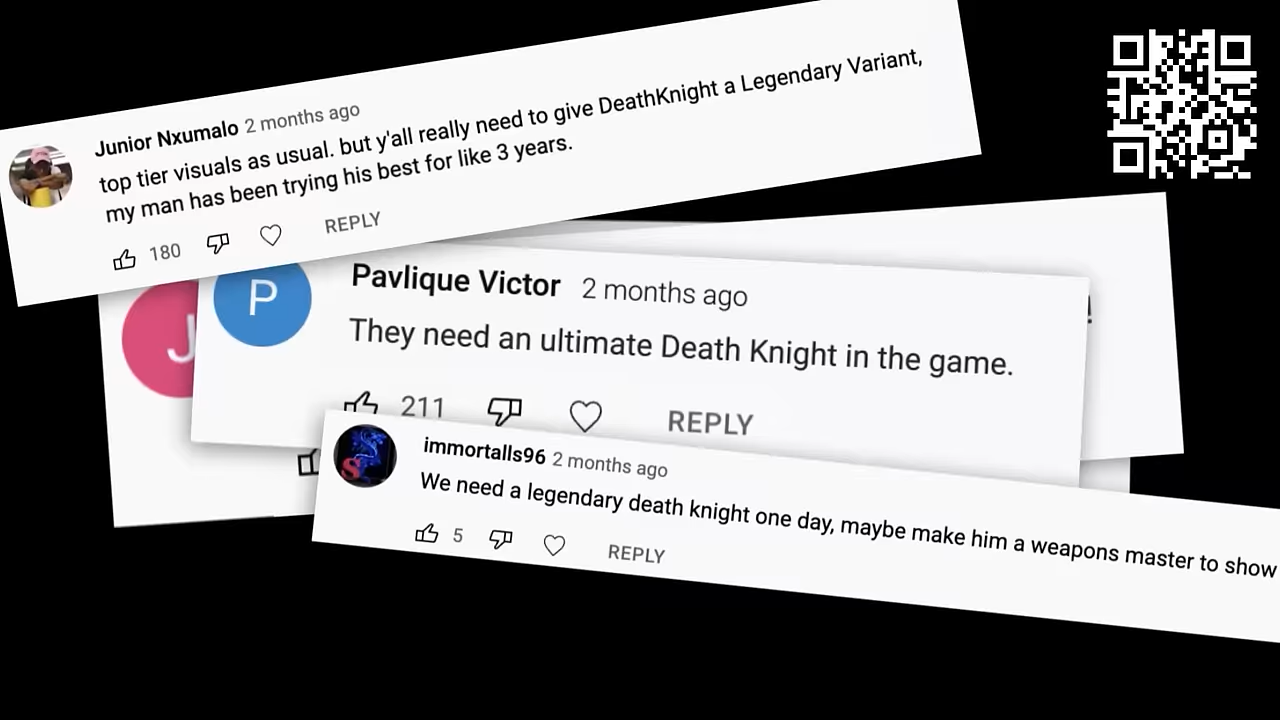 Junior Nxumalo 2 months ago
top tier visuals as usual. but y'all really need to give DeathKnight a Legendary Variant,
my man has been trying his best for like 3 years.
180 REPLY
J
P
Pavlique Victor 2 months ago
They need an ultimate Death Knight in the game.
211 REPLY
immortalls96 2 months ago
We need a legendary death knight one day, maybe make him a weapons master to show
5 REPLY